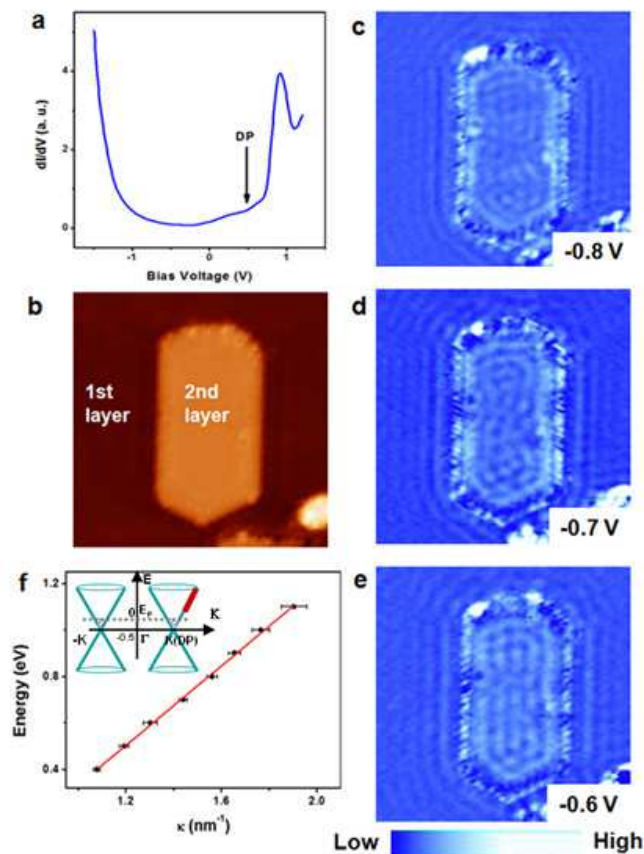 a
dI/dV (a. u.)
4
2
0
DP
-1
0
1
Bias Voltage (V)
b
1st
layer
2nd
layer
f
Energy (eV)
1.2
0.8
0.4
E
0
E
F
K
-K
-0.5
Γ
K(DP)
1.2
1.6
2.0
κ (nm⁻¹)
c
-0.8 V
d
-0.7 V
e
-0.6 V
Low
High